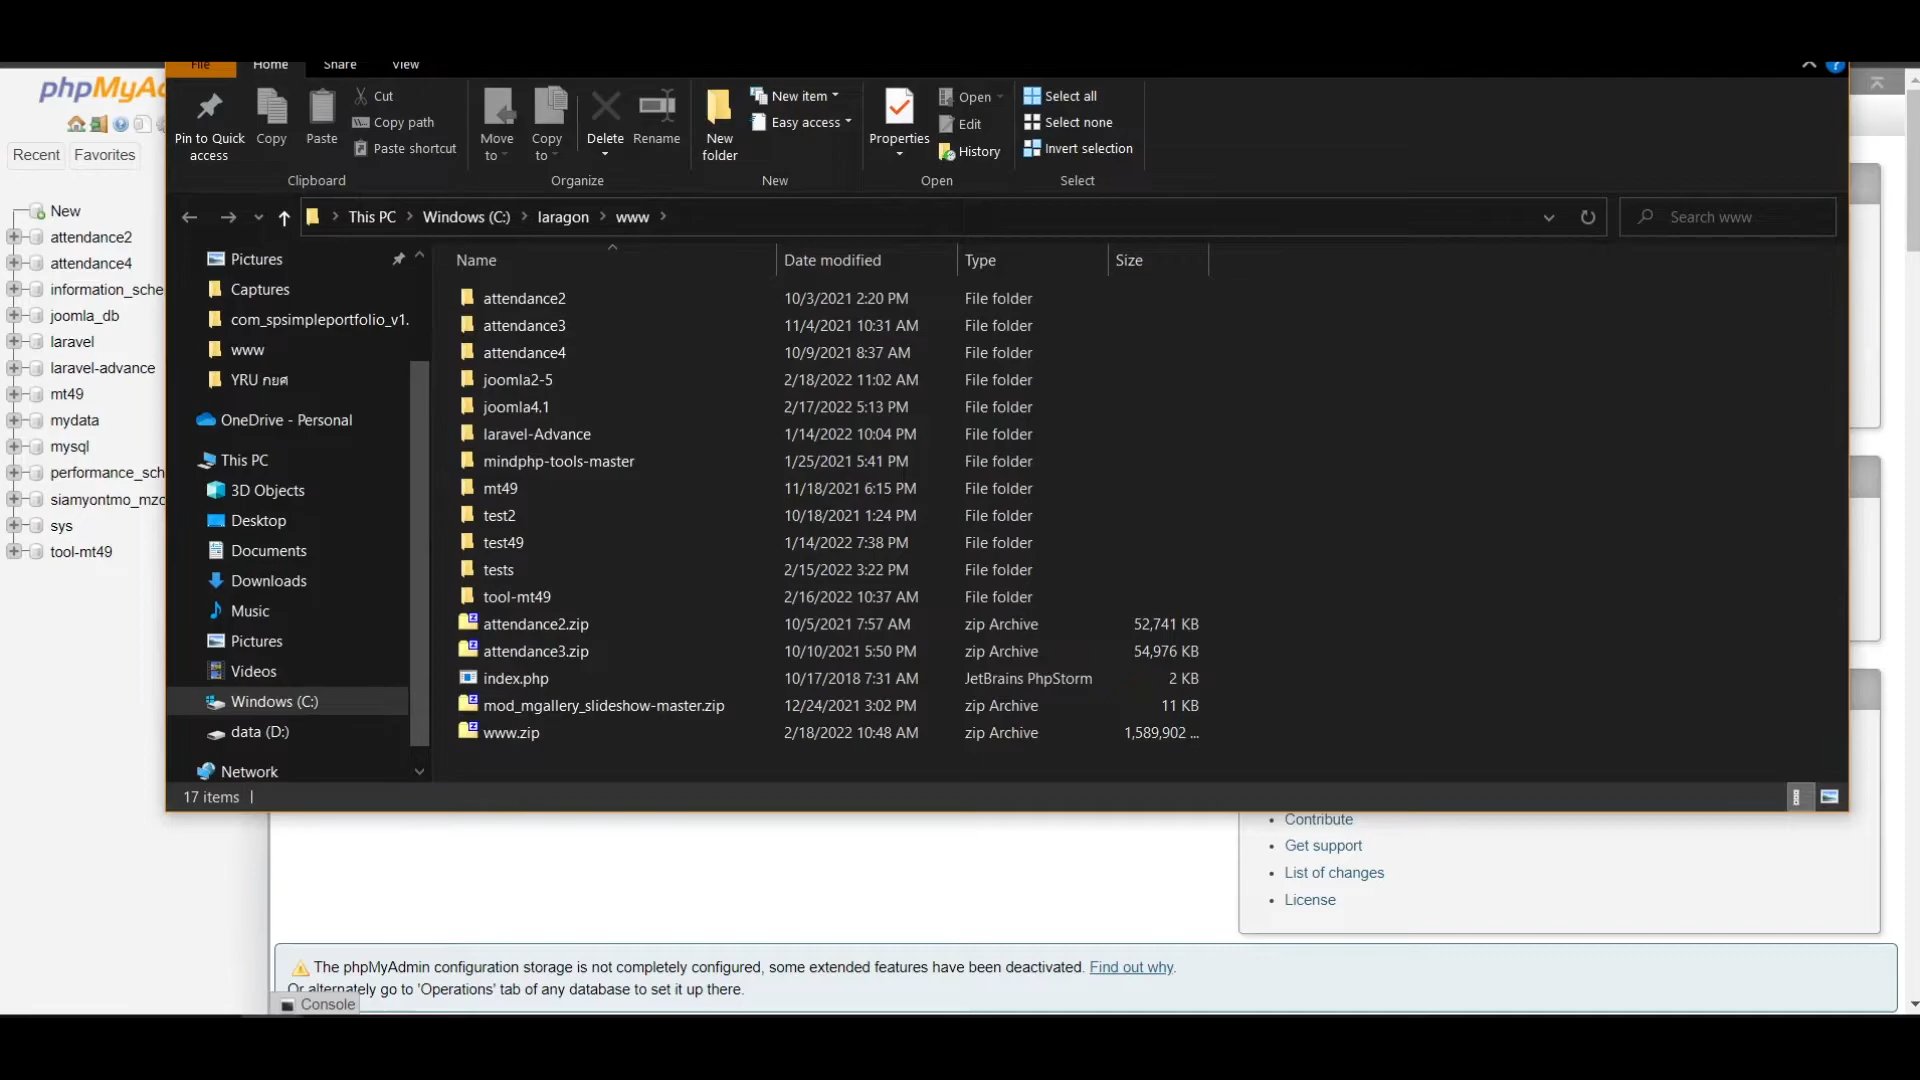 File Home Share View
phpMyAd
Pin to Quick access
Copy
Paste
Cut
Copy path
Paste shortcut
Clipboard
Move to
Copy to
Delete
Rename
Organize
New folder
New item
Easy access
New
Properties
Open
Edit
History
Open
Select all
Select none
Invert selection
Select
Recent Favorites
This PC Windows (C:) laragon www
Search www
New
attendance2
attendance4
information_sche
joomla_db
laravel
laravel-advance
mt49
mydata
mysql
performance_sch
siamyontmo_mzo
sys
tool-mt49
Pictures
Captures
com_spsimpleportfolio_v1.
www
YRU กยศ
OneDrive - Personal
This PC
3D Objects
Desktop
Documents
Downloads
Music
Pictures
Videos
Windows (C:)
data (D:)
Network
Name Date modified Type Size
attendance2 10/3/2021 2:20 PM File folder
attendance3 11/4/2021 10:31 AM File folder
attendance4 10/9/2021 8:37 AM File folder
joomla2-5 2/18/2022 11:02 AM File folder
joomla4.1 2/17/2022 5:13 PM File folder
laravel-Advance 1/14/2022 10:04 PM File folder
mindphp-tools-master 1/25/2021 5:41 PM File folder
mt49 11/18/2021 6:15 PM File folder
test2 10/18/2021 1:24 PM File folder
test49 1/14/2022 7:38 PM File folder
tests 2/15/2022 3:22 PM File folder
tool-mt49 2/16/2022 10:37 AM File folder
attendance2.zip 10/5/2021 7:57 AM zip Archive 52,741 KB
attendance3.zip 10/10/2021 5:50 PM zip Archive 54,976 KB
index.php 10/17/2018 7:31 AM JetBrains PhpStorm 2 KB
mod_mgallery_slideshow-master.zip 12/24/2021 3:02 PM zip Archive 11 KB
www.zip 2/18/2022 10:48 AM zip Archive 1,589,902 ...
17 items
Contribute
Get support
List of changes
License
The phpMyAdmin configuration storage is not completely configured, some extended features have been deactivated. Find out why.
Or alternately go to 'Operations' tab of any database to set it up there.
Console